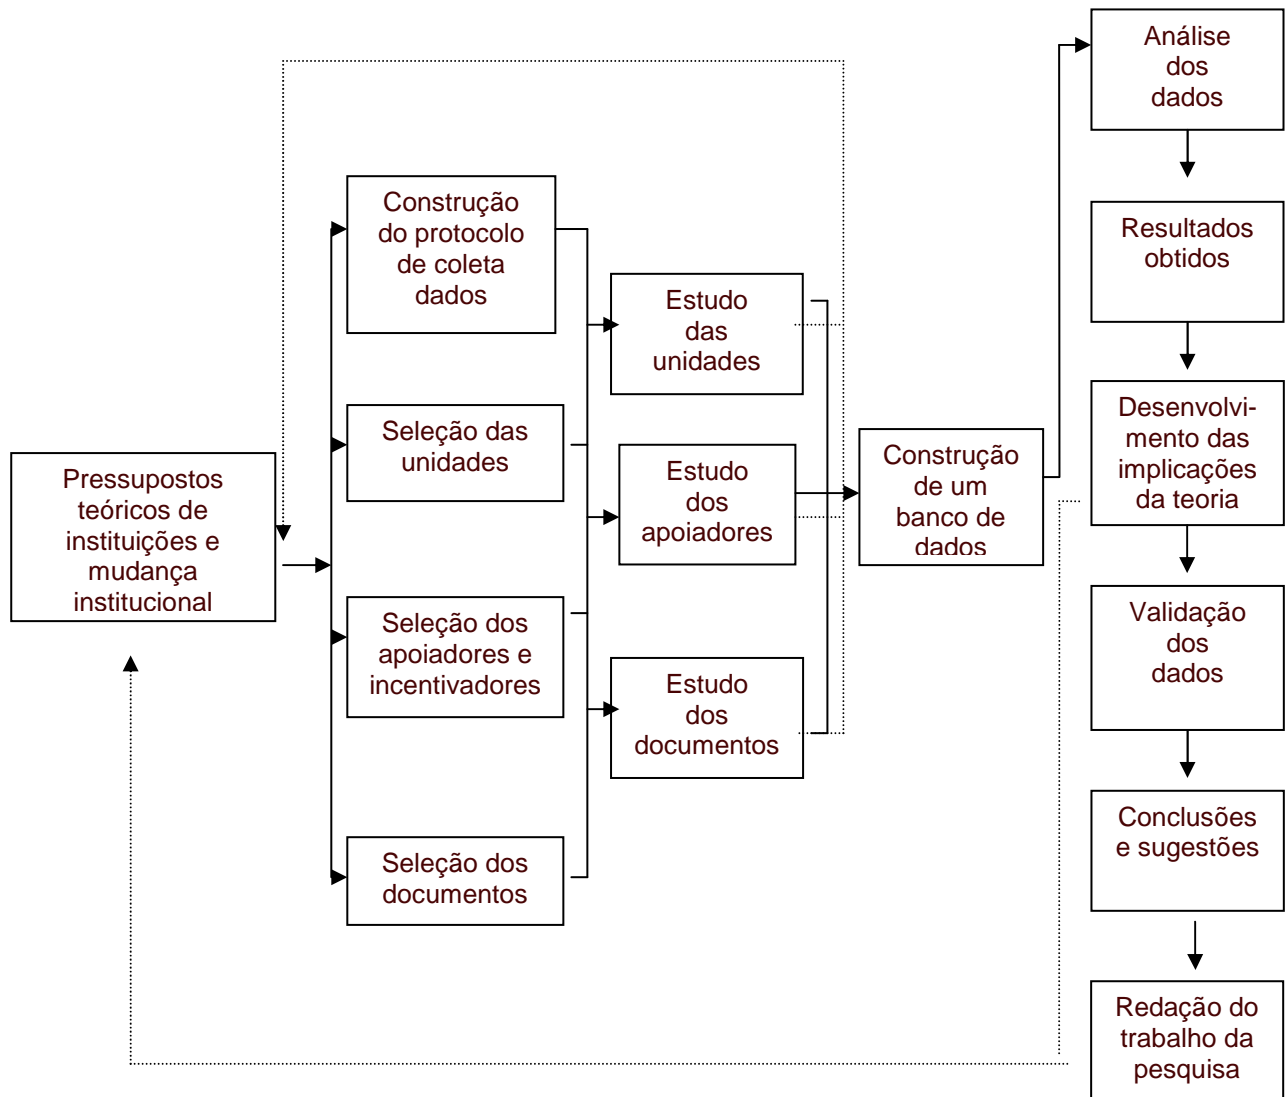 Pressupostos
teóricos de
instituições e
mudança
institucional
Construção
do protocolo
de coleta
dados
Seleção das
unidades
Seleção dos
apoiadores e
incentivadores
Seleção dos
documentos
Estudo
das
unidades
Estudo
dos
apoiadores
Estudo
dos
documentos
Construção
de um
banco de
dados
Análise
dos
dados
Resultados
obtidos
Desenvolvi-
mento das
implicações
da teoria
Validação
dos
dados
Conclusões
e sugestões
Redação do
trabalho da
pesquisa